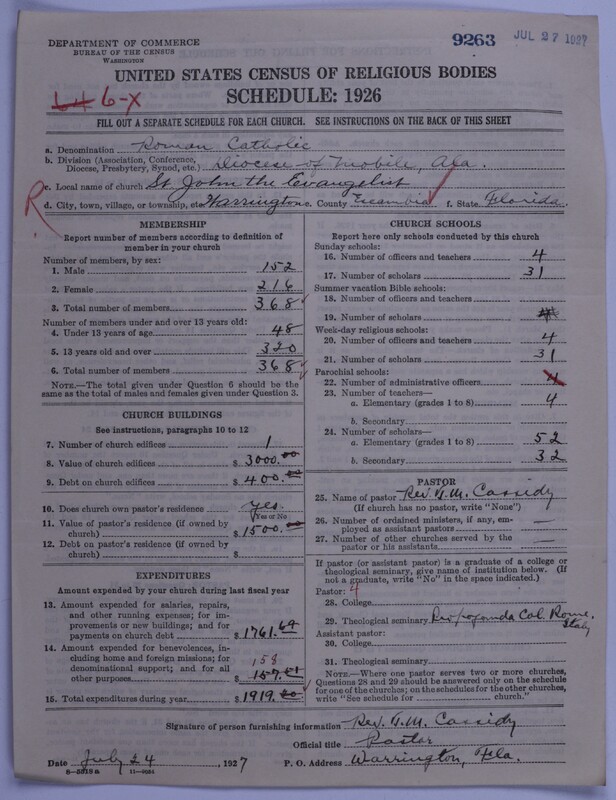 DEPARTMENT OF COMMERCE
BUREAU OF THE CENSUS
WASHINGTON
9263 JUL 27 1927
UNITED STATES CENSUS OF RELIGIOUS BODIES
SCHEDULE: 1926
6-x
FILL OUT A SEPARATE SCHEDULE FOR EACH CHURCH. SEE INSTRUCTIONS ON THE BACK OF THIS SHEET
a. Denomination Roman Catholic
b. Division (Association, Conference, Diocese, Presbytery, Synod, etc.) Diocese of Mobile, Ala.
c. Local name of church St John the Evangelist
R
d. City, town, village, or township, etc. Warrington e. County Escambia f. State Florida
MEMBERSHIP
Report number of members according to definition of member in your church
Number of members, by sex:
1. Male 152
2. Female 216
3. Total number of members 368
Number of members under and over 13 years old:
4. Under 13 years of age 48
5. 13 years old and over 320
6. Total number of members 368
NOTE.—The total given under Question 6 should be the same as the total of males and females given under Question 3.
CHURCH BUILDINGS
See instructions, paragraphs 10 to 12
7. Number of church edifices 1
8. Value of church edifices $ 3000.00
9. Debt on church edifices $ 400.00
10. Does church own pastor's residence yes
Yes or No
11. Value of pastor's residence (if owned by church) $ 1500.00
12. Debt on pastor's residence (if owned by church) $
EXPENDITURES
Amount expended by your church during last fiscal year
13. Amount expended for salaries, repairs, and other running expenses; for improvements or new buildings; and for payments on church debt $ 1761.69
14. Amount expended for benevolences, including home and foreign missions; for denominational support; and for all other purposes 158
$ 157.51
15. Total expenditures during year $ 1919.20
CHURCH SCHOOLS
Report here only schools conducted by this church
Sunday schools:
16. Number of officers and teachers 4
17. Number of scholars 31
Summer vacation Bible schools:
18. Number of officers and teachers
19. Number of scholars
Week-day religious schools:
20. Number of officers and teachers 4
21. Number of scholars 31
Parochial schools:
22. Number of administrative officers 4
23. Number of teachers—
a. Elementary (grades 1 to 8) 4
b. Secondary
24. Number of scholars—
a. Elementary (grades 1 to 8) 52
b. Secondary 32
PASTOR
25. Name of pastor Rev. V. M. Cassidy
(If church has no pastor, write "None")
26. Number of ordained ministers, if any, employed as assistant pastors —
27. Number of other churches served by the pastor or his assistants —
If pastor (or assistant pastor) is a graduate of a college or theological seminary, give name of institution below. (If not a graduate, write "No" in the space indicated.)
Pastor: 4
28. College
29. Theological seminary Propoganda Col. Rome, Italy
Assistant pastor:
30. College
31. Theological seminary
NOTE.—Where one pastor serves two or more churches, Questions 28 and 29 should be answered only on the schedule for one of the churches; on the schedules for the other churches, write "See schedule for church."
Signature of person furnishing information Rev. V. M. Cassidy
Official title Pastor
Date July 24, 1927 P. O. Address Warrington, Fla.